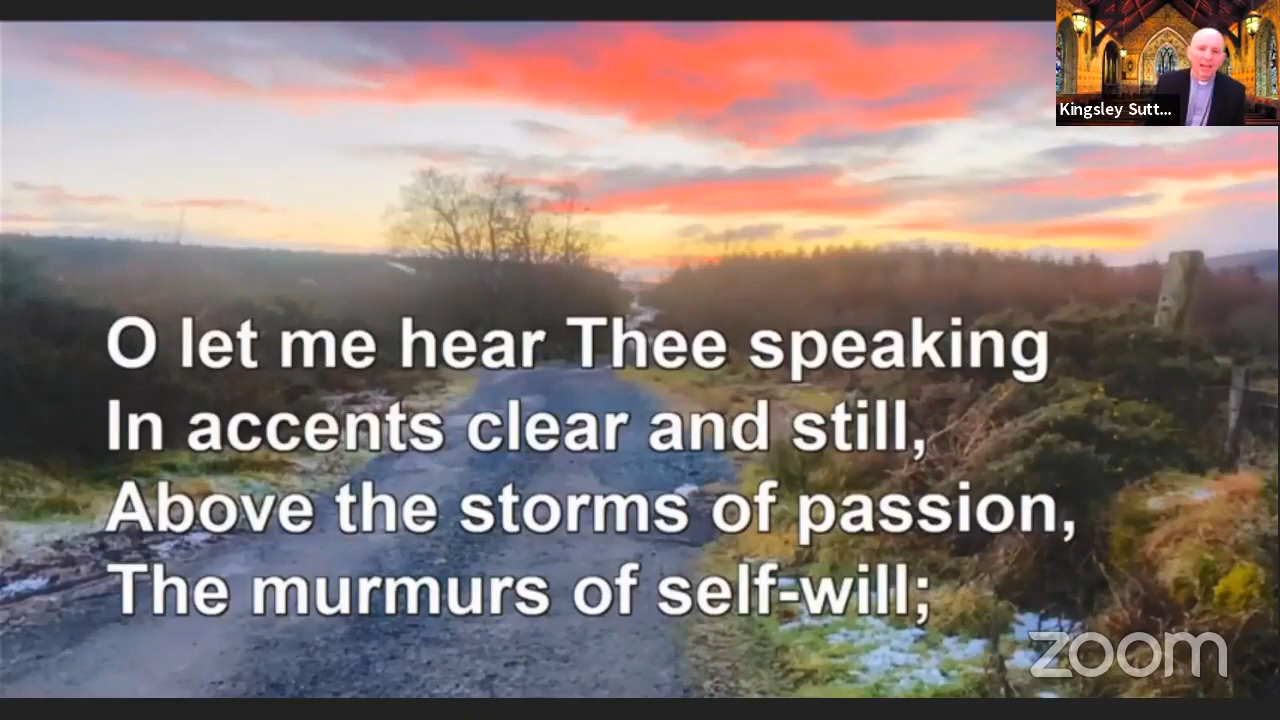 Kingsley Sutt...
O let me hear Thee speaking
In accents clear and still,
Above the storms of passion,
The murmurs of self-will;
zoom